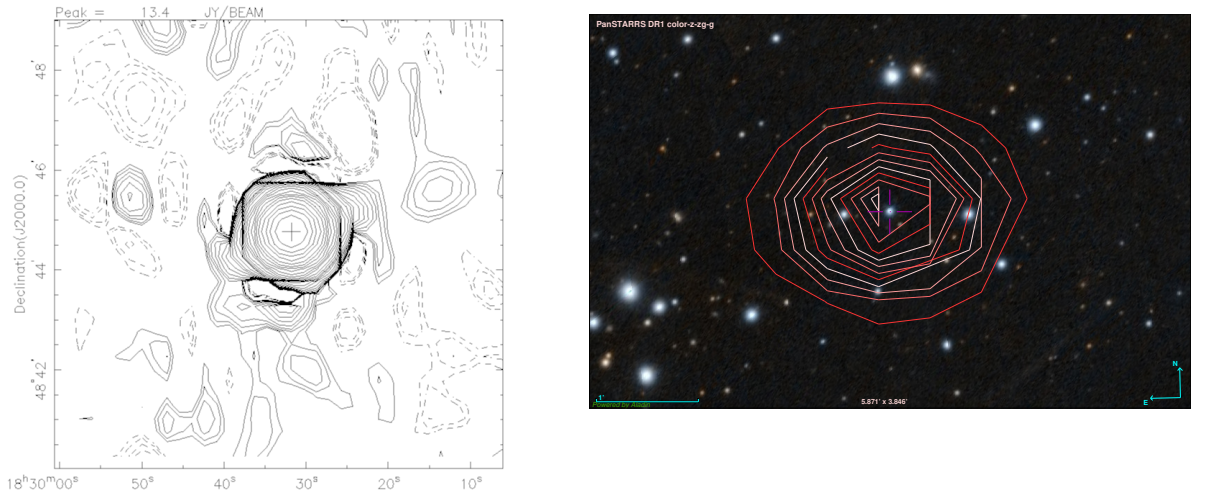 Peak = 13.4 JY/BEAM
48'
46'
44'
48°42'
Declination(J2000.0)
18h30m00s 50s 40s 30s 20s 10s
PanSTARRS DR1 color-z-zg-g
N
E
1'
Powered by Aladin
5.871' x 3.846'